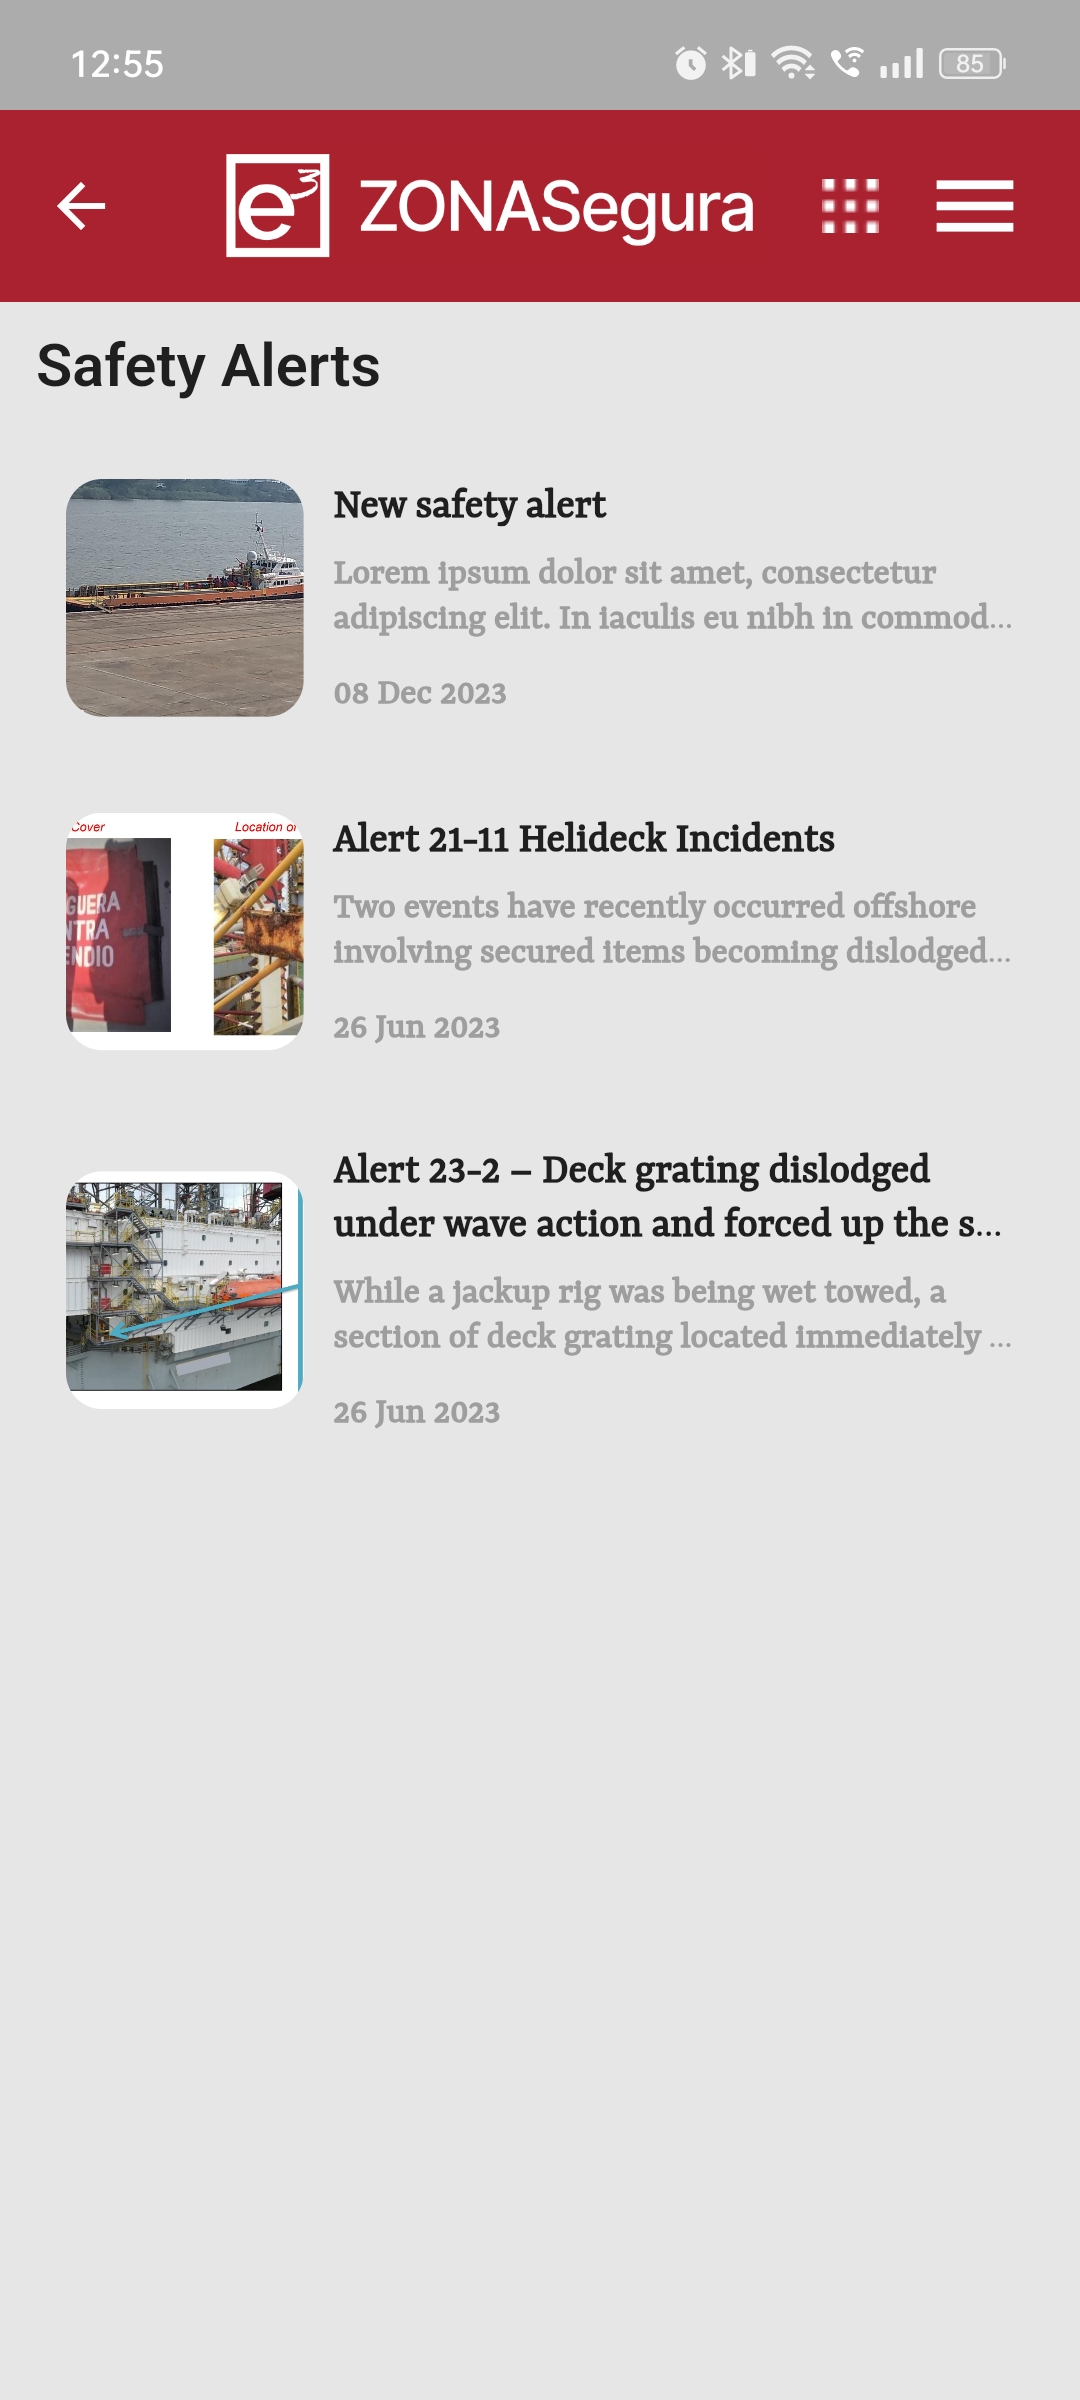 12:55
85
e3 ZONASegura
Safety Alerts
New safety alert
Lorem ipsum dolor sit amet, consectetur
adipiscing elit. In iaculis eu nibh in commod...
08 Dec 2023
Cover
Location of
GUERA
NTRA
ENDIO
Alert 21-11 Helideck Incidents
Two events have recently occurred offshore
involving secured items becoming dislodged...
26 Jun 2023
Alert 23-2 – Deck grating dislodged
under wave action and forced up the s...
While a jackup rig was being wet towed, a
section of deck grating located immediately ...
26 Jun 2023